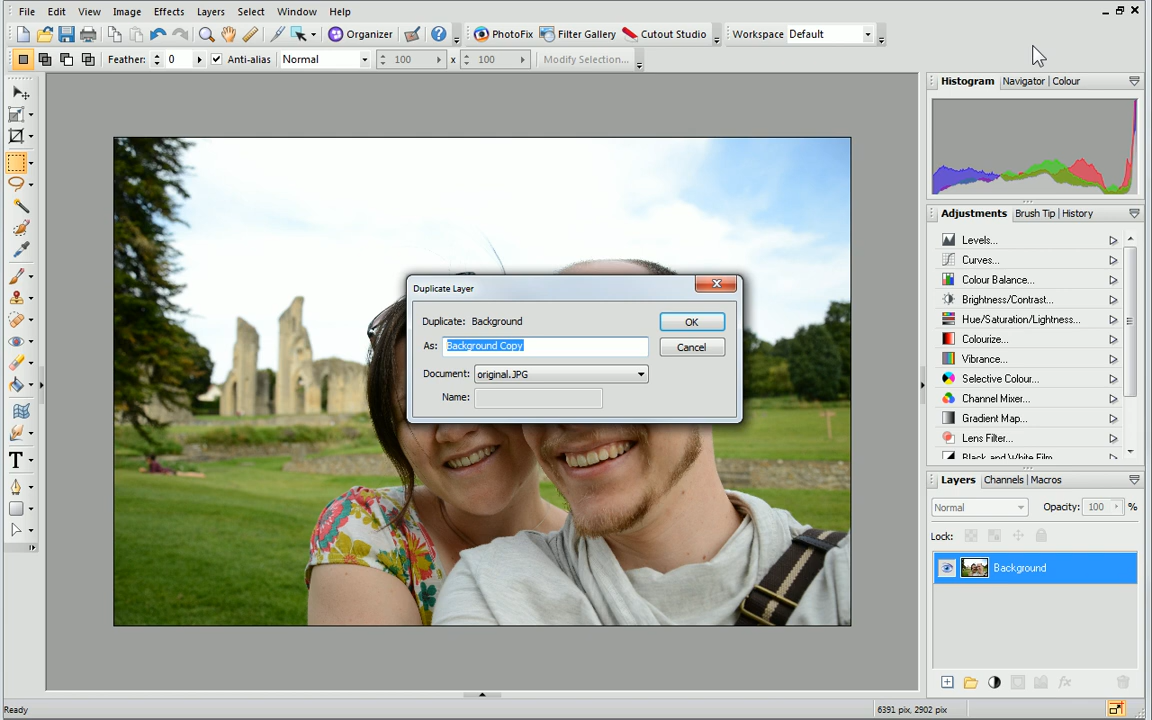 File Edit View Image Effects Layers Select Window Help
Organizer PhotoFix Filter Gallery Cutout Studio Workspace Default
Feather: 0 Anti-alias Normal 100 x 100 Modify Selection...
Histogram Navigator | Colour
Adjustments Brush Tip | History
Levels...
Curves...
Colour Balance...
Brightness/Contrast...
Hue/Saturation/Lightness...
Colourize...
Vibrance...
Selective Colour...
Channel Mixer...
Gradient Map...
Lens Filter...
Black and White Film
Layers Channels | Macros
Normal Opacity: 100 %
Lock:
Background
Duplicate Layer
Duplicate: Background OK
As: Background Copy Cancel
Document: original.JPG
Name:
Ready 6391 pix, 2902 pix